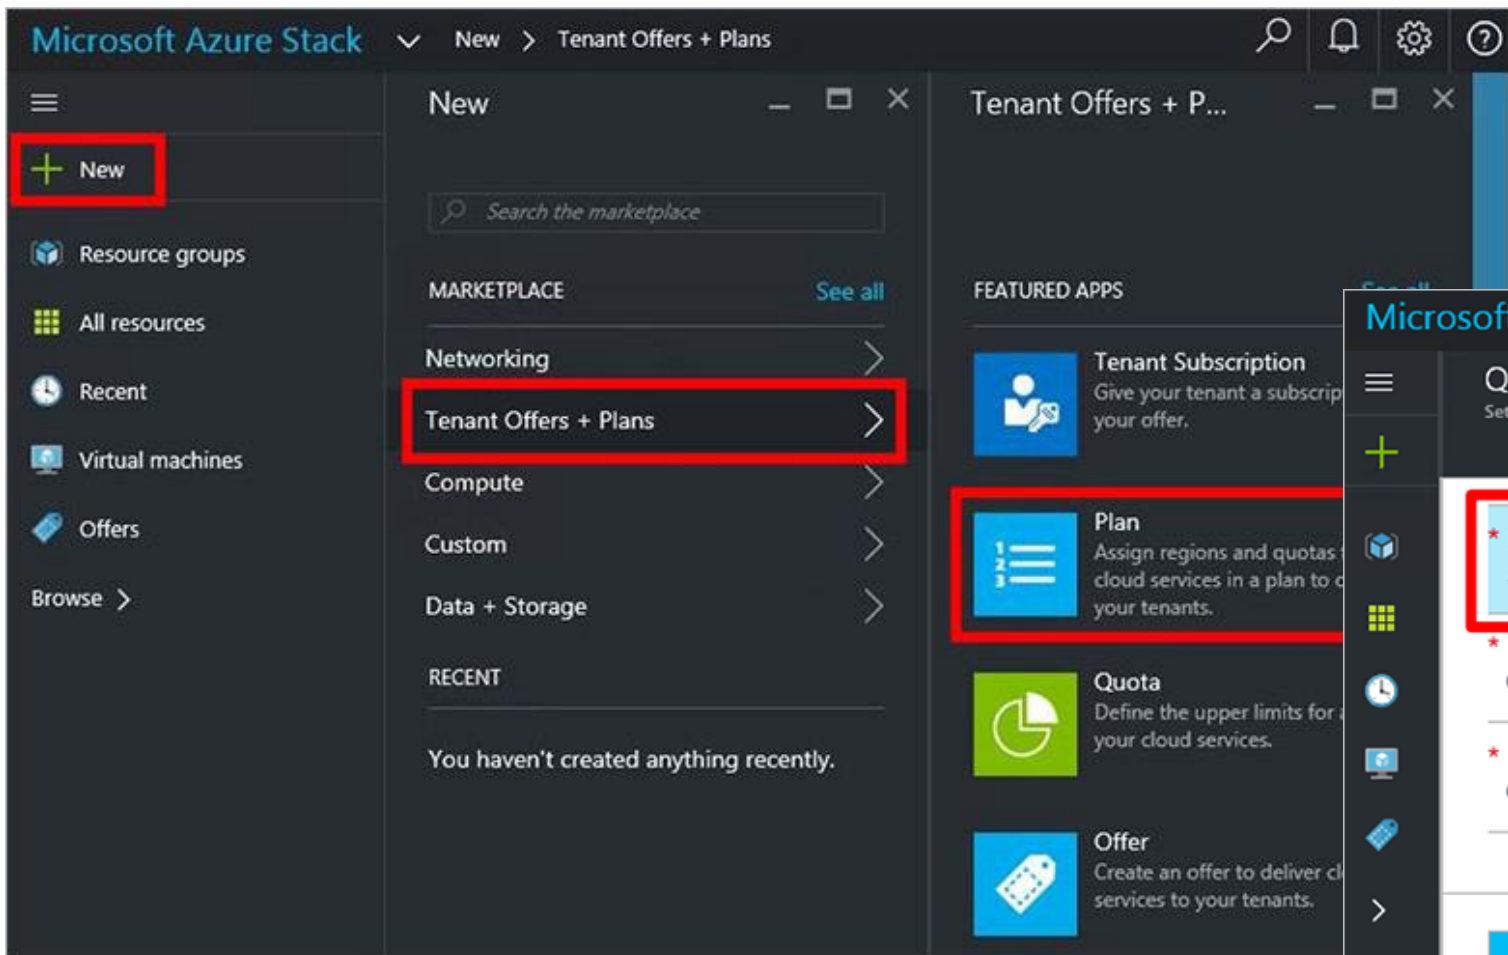 Microsoft Azure Stack New > Tenant Offers + Plans
New
Resource groups
All resources
Recent
Virtual machines
Offers
Browse >
New
Search the marketplace
MARKETPLACE See all
Networking
Tenant Offers + Plans
Compute
Custom
Data + Storage
RECENT
You haven't created anything recently.
Tenant Offers + P...
FEATURED APPS
Tenant Subscription
Give your tenant a
your offer.
Plan
Assign regions and quotas
cloud services in a plan to
your tenants.
Quota
Define the upper limits for
your cloud services.
Offer
Create an offer to deliver
services to your tenants.